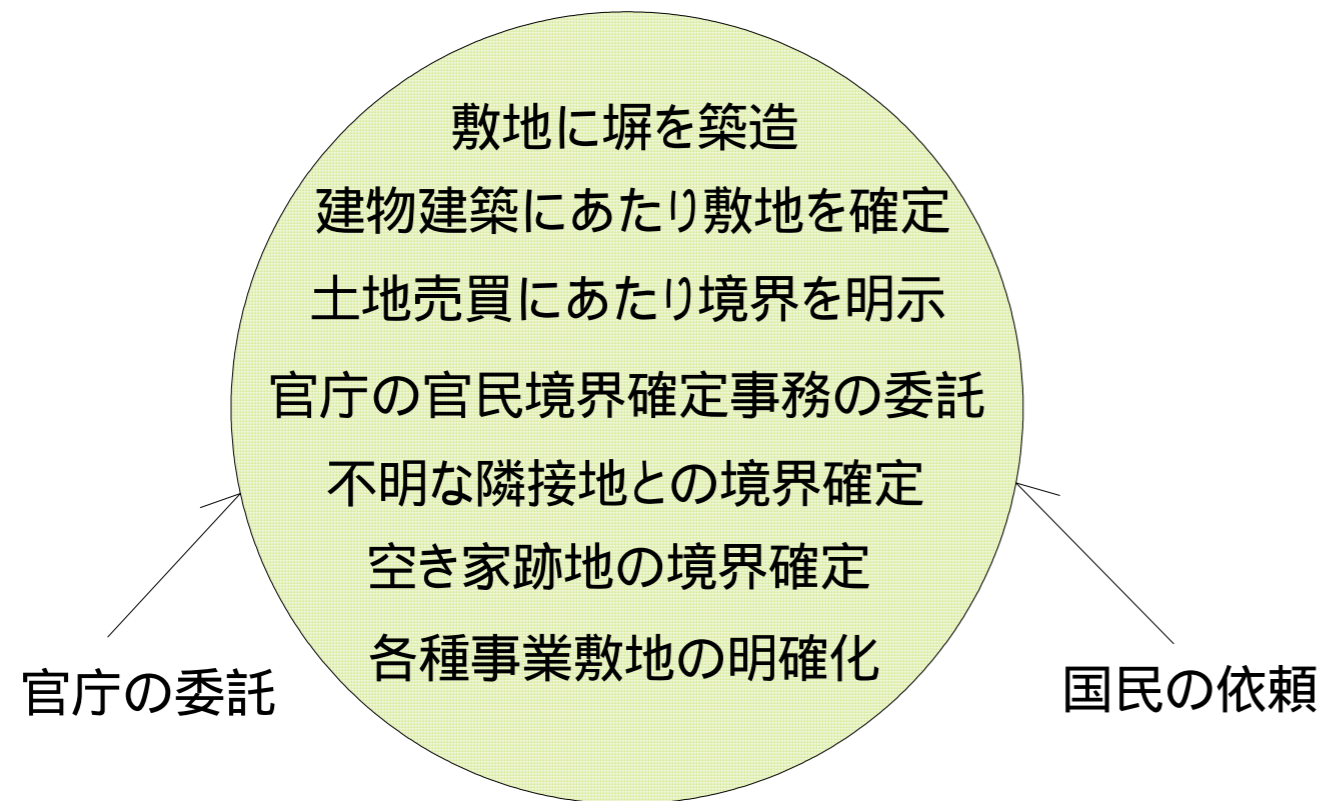 敷地に塀を築造
建物建築にあたり敷地を確定
土地売買にあたり境界を明示
官庁の官民境界確定事務の委託
不明な隣接地との境界確定
空き家跡地の境界確定
各種事業敷地の明確化
官庁の委託
国民の依頼